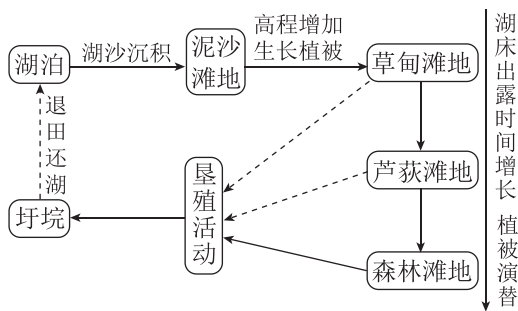 湖泊
湖沙沉积
泥沙
滩地
高程增加
生长植被
草甸滩地
芦荻滩地
森林滩地
垦殖活动
圩垸
退田还湖
湖床出露时间增长 植被演替